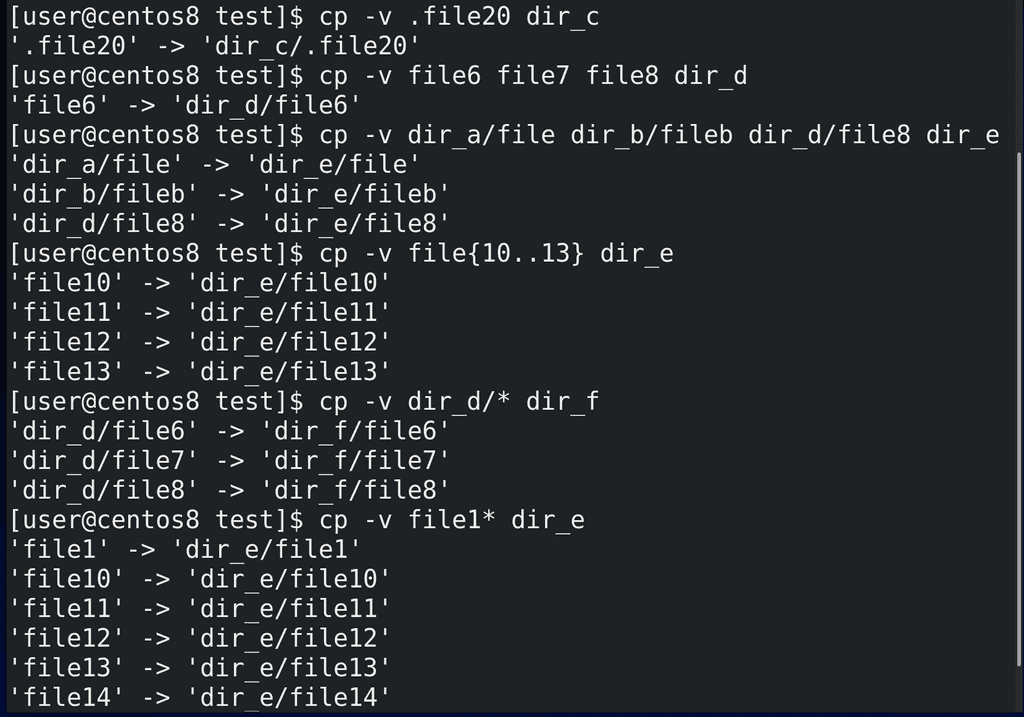 [user@centos8 test]$ cp -v .file20 dir_c
'.file20' -> 'dir_c/.file20'
[user@centos8 test]$ cp -v file6 file7 file8 dir_d
'file6' -> 'dir_d/file6'
[user@centos8 test]$ cp -v dir_a/file dir_b/fileb dir_d/file8 dir_e
'dir_a/file' -> 'dir_e/file'
'dir_b/fileb' -> 'dir_e/fileb'
'dir_d/file8' -> 'dir_e/file8'
[user@centos8 test]$ cp -v file{10..13} dir_e
'file10' -> 'dir_e/file10'
'file11' -> 'dir_e/file11'
'file12' -> 'dir_e/file12'
'file13' -> 'dir_e/file13'
[user@centos8 test]$ cp -v dir_d/* dir_f
'dir_d/file6' -> 'dir_f/file6'
'dir_d/file7' -> 'dir_f/file7'
'dir_d/file8' -> 'dir_f/file8'
[user@centos8 test]$ cp -v file1* dir_e
'file1' -> 'dir_e/file1'
'file10' -> 'dir_e/file10'
'file11' -> 'dir_e/file11'
'file12' -> 'dir_e/file12'
'file13' -> 'dir_e/file13'
'file14' -> 'dir_e/file14'